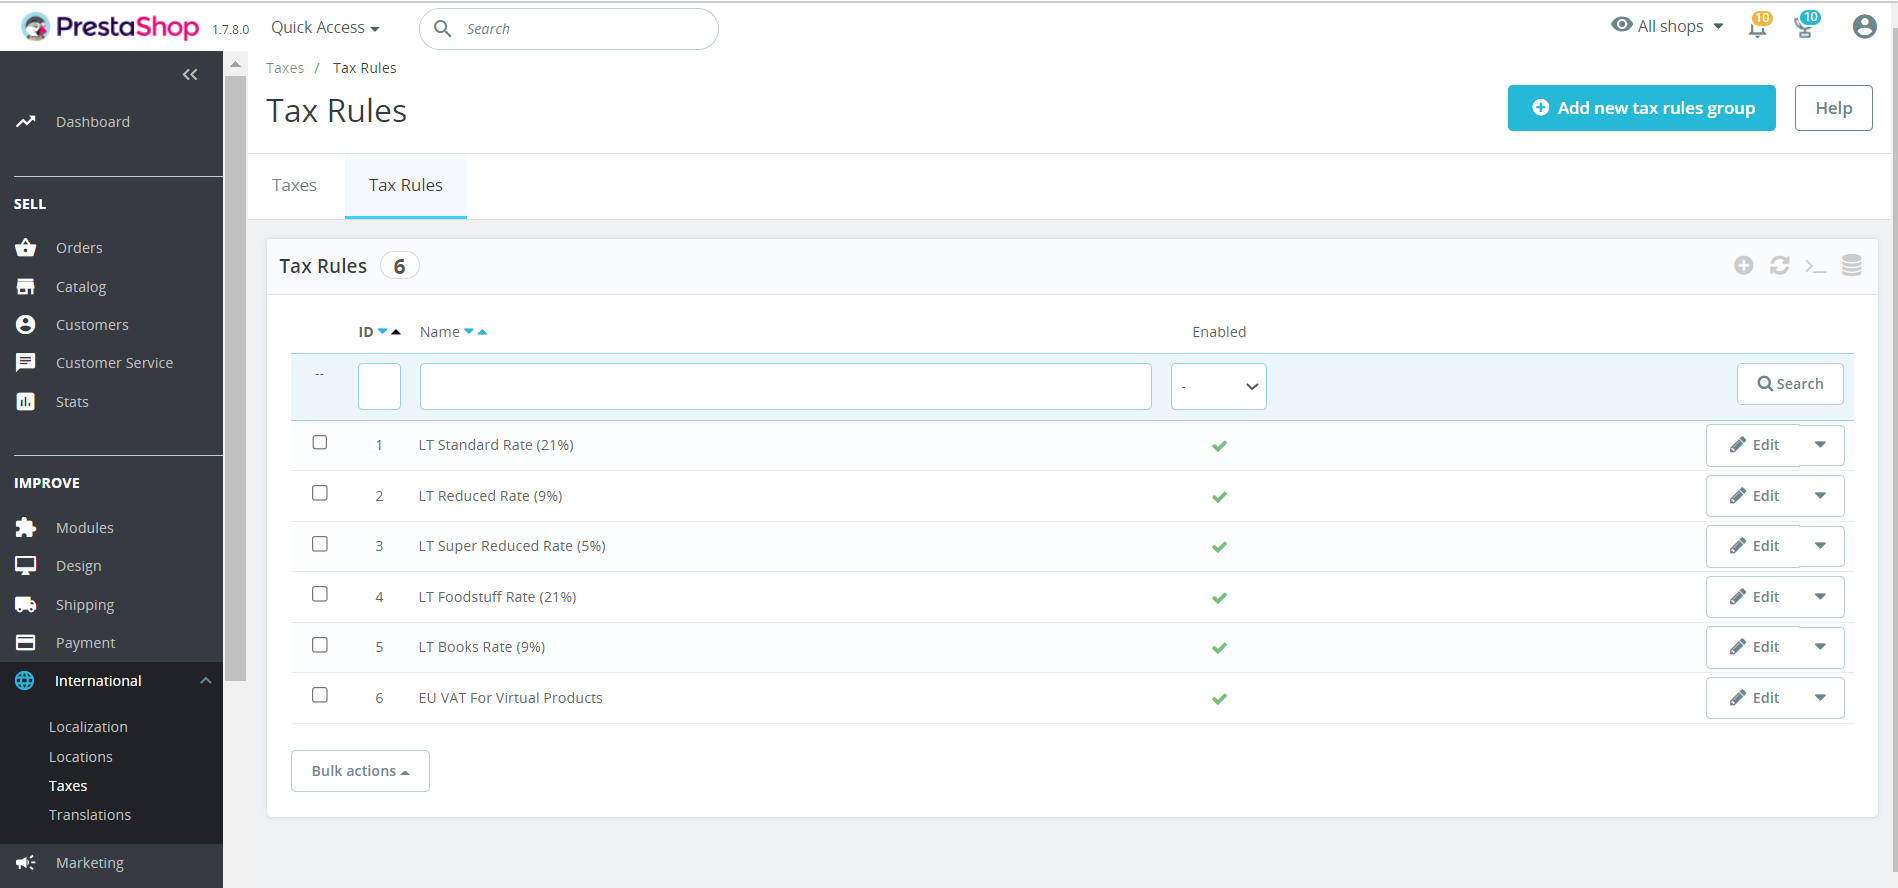 PrestaShop 1.7.8.0 Quick Access Search All shops 10 10
Taxes / Tax Rules
Tax Rules
Add new tax rules group Help
Taxes Tax Rules
Dashboard
SELL
Orders
Catalog
Customers
Customer Service
Stats
IMPROVE
Modules
Design
Shipping
Payment
International
Localization
Locations
Taxes
Translations
Marketing
Tax Rules 6
ID Name Enabled
-- - Search
1 LT Standard Rate (21%) Edit
2 LT Reduced Rate (9%) Edit
3 LT Super Reduced Rate (5%) Edit
4 LT Foodstuff Rate (21%) Edit
5 LT Books Rate (9%) Edit
6 EU VAT For Virtual Products Edit
Bulk actions